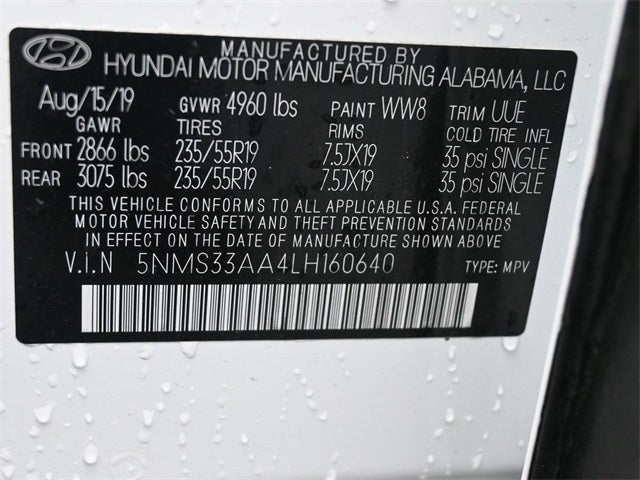 MANUFACTURED BY
HYUNDAI MOTOR MANUFACTURING ALABAMA, LLC
Aug/15/19 GVWR 4960 lbs PAINT WW8 TRIM UUE
GAWR TIRES RIMS COLD TIRE INFL
FRONT 2866 lbs 235/55R19 7.5JX19 35 psi SINGLE
REAR 3075 lbs 235/55R19 7.5JX19 35 psi SINGLE
THIS VEHICLE CONFORMS TO ALL APPLICABLE U.S.A. FEDERAL
MOTOR VEHICLE SAFETY AND THEFT PREVENTION STANDARDS
IN EFFECT ON THE DATE OF MANUFACTURE SHOWN ABOVE.
V.i.N 5NMS33AA4LH160640 TYPE: MPV